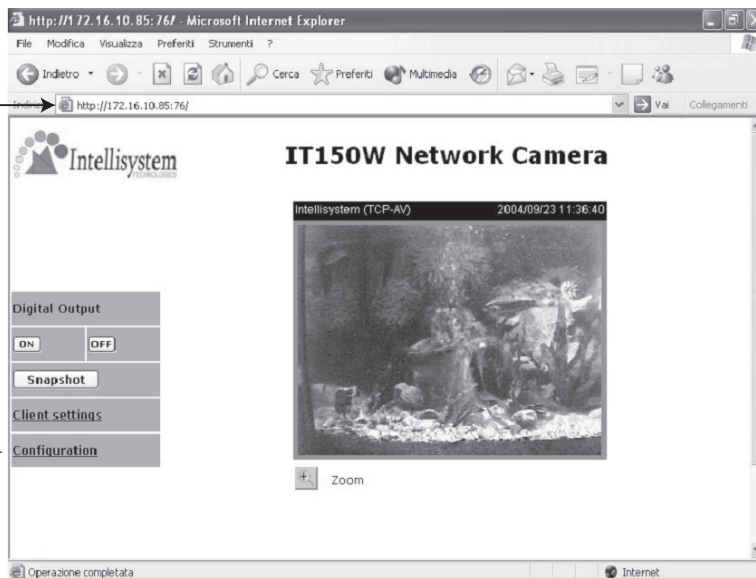 http://172.16.10.85:76/ - Microsoft Internet Explorer
File Modifica Visualizza Preferiti Strumenti ?
Indietro Cerca Preferiti Multimedia
Indirizzo http://172.16.10.85:76/ Vai Collegamenti
Intellisystem
TECHNOLOGIES
IT150W Network Camera
Intellisystem (TCP-AV) 2004/09/23 11:36:40
Digital Output
ON OFF
Snapshot
Client settings
Configuration
Zoom
Operazione completata Internet